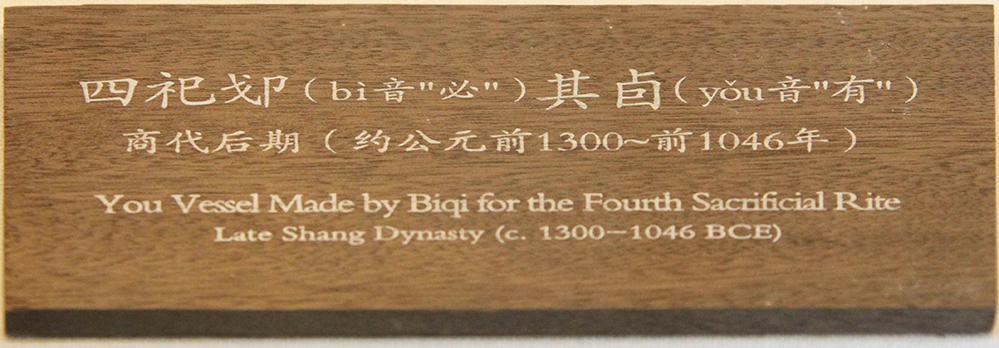 四祀𠨘（bì音"必"）其卣（yǒu音"有"）
商代后期（约公元前1300~前1046年）
You Vessel Made by Biqi for the Fourth Sacrificial Rite
Late Shang Dynasty (c. 1300−1046 BCE)